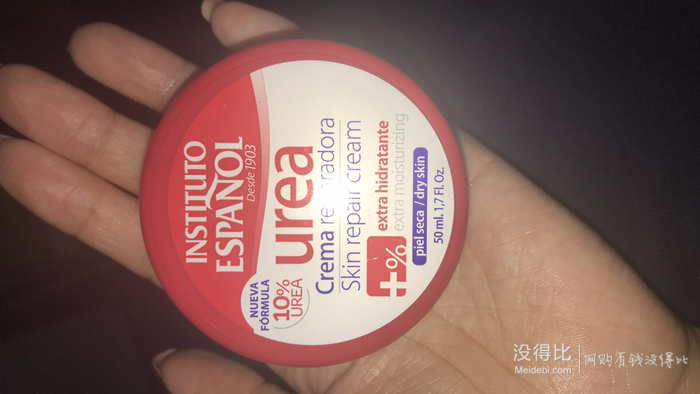 INSTITUTO
ESPAÑOL
Desde 1903
NUEVA
FÓRMULA
10%
UREA
urea
Crema reparadora
Skin repair cream
+%
extra hidratante
extra moisturizing
piel seca / dry skin
50 ml. 1,7 Fl. Oz.
没得比
Meidebi.com
网购有钱没得比